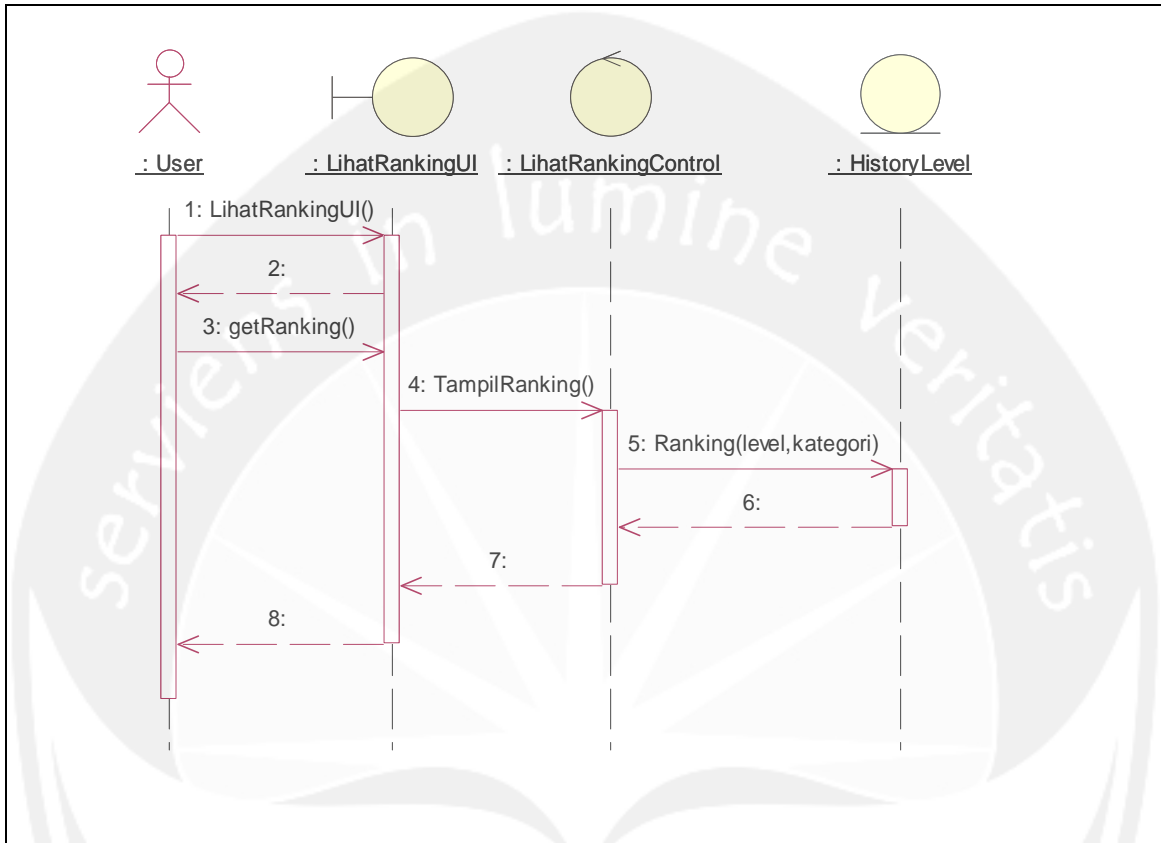 : User
: LihatRankingUI
: LihatRankingControl
: HistoryLevel
1: LihatRankingUI()
2:
3: getRanking()
4: TampilRanking()
5: Ranking(level,kategori)
6:
7:
8:
serviens in lumine veritatis